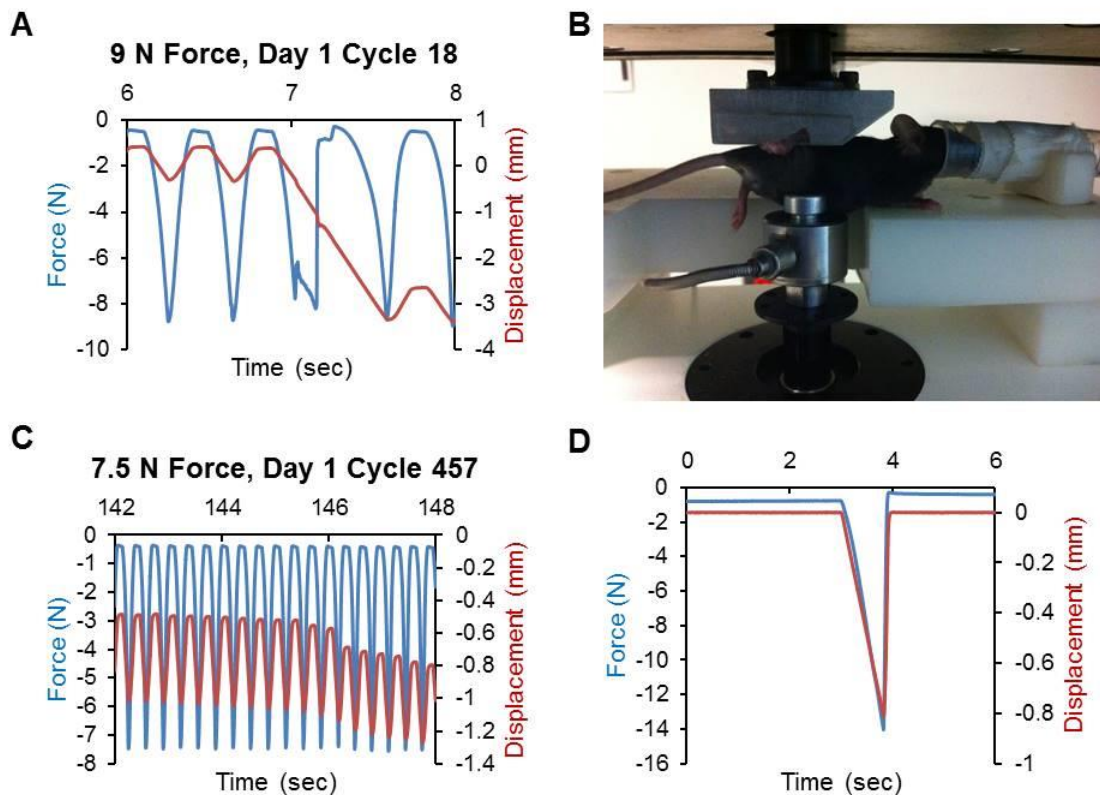 A
9 N Force, Day 1 Cycle 18
6 7 8
0 1
-2 0
-4 -1
-6 -2
-8 -3
-10 -4
Force (N)
Displacement (mm)
Time (sec)
B
C
7.5 N Force, Day 1 Cycle 457
142 144 146 148
0 0
-1 -0.2
-2 -0.4
-3 -0.6
-4 -0.8
-5 -1
-6 -1.2
-7 -1.4
-8
Force (N)
Displacement (mm)
Time (sec)
D
0 2 4 6
0
-2 0
-4 -0.2
-6 -0.4
-8 -0.6
-10 -0.8
-12 -1
-14
-16
Force (N)
Displacement (mm)
Time (sec)